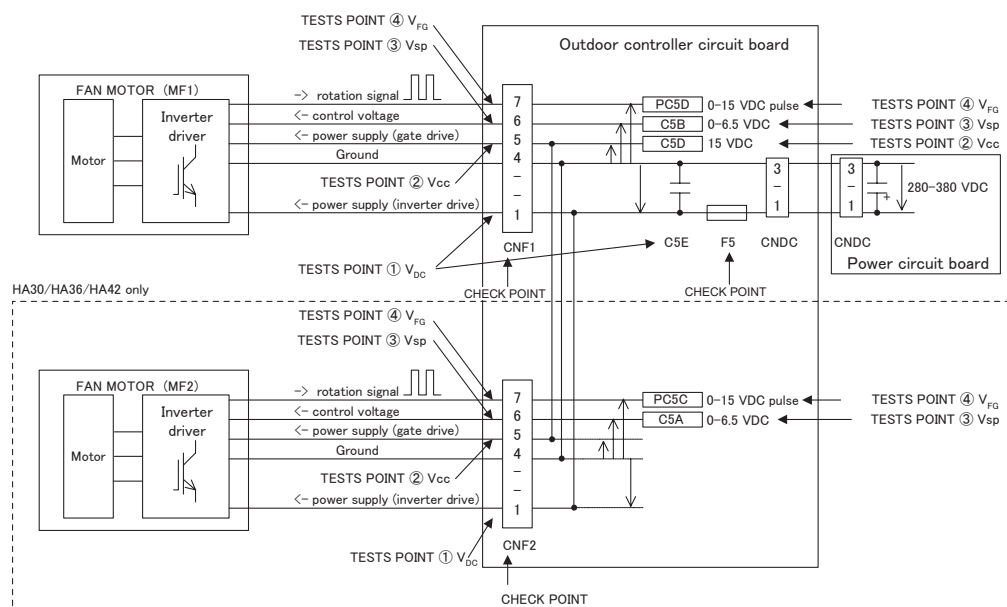 TESTS POINT ④ VFG
TESTS POINT ③ Vsp
Outdoor controller circuit board
FAN MOTOR (MF1)
Motor
Inverter
driver
-> rotation signal
<- control voltage
<- power supply (gate drive)
Ground
<- power supply (inverter drive)
TESTS POINT ② Vcc
TESTS POINT ① VDC
7
6
5
4
-
-
1
CNF1
CHECK POINT
PC5D 0-15 VDC pulse
C5B 0-6.5 VDC
C5D 15 VDC
TESTS POINT ④ VFG
TESTS POINT ③ Vsp
TESTS POINT ② Vcc
C5E
F5
CHECK POINT
3
-
1
CNDC
3
-
1
CNDC
+
280-380 VDC
Power circuit board
HA30/HA36/HA42 only
TESTS POINT ④ VFG
TESTS POINT ③ Vsp
FAN MOTOR (MF2)
Motor
Inverter
driver
-> rotation signal
<- control voltage
<- power supply (gate drive)
Ground
<- power supply (inverter drive)
TESTS POINT ② Vcc
TESTS POINT ① VDC
7
6
5
4
-
-
1
CNF2
CHECK POINT
PC5C 0-15 VDC pulse
C5A 0-6.5 VDC
TESTS POINT ④ VFG
TESTS POINT ③ Vsp